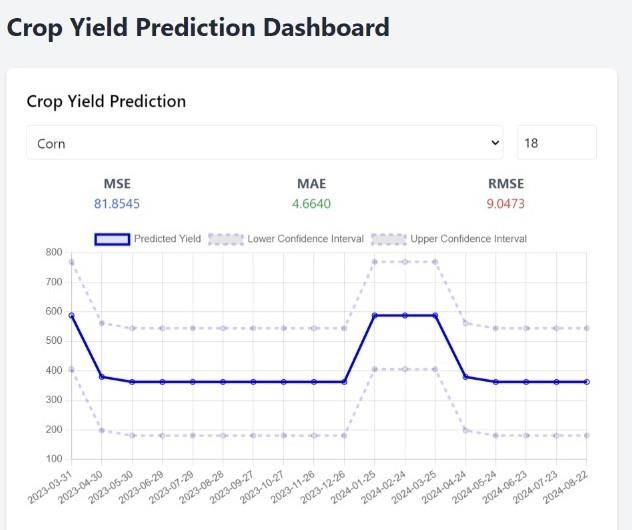 Crop Yield Prediction Dashboard
Crop Yield Prediction
Corn 18
MSE MAE RMSE
81.8545 4.6640 9.0473
Predicted Yield Lower Confidence Interval Upper Confidence Interval
800
700
600
500
400
300
200
100
2023-03-31 2023-04-30 2023-05-30 2023-06-29 2023-07-29 2023-08-28 2023-09-27 2023-10-27 2023-11-26 2023-12-26 2024-01-25 2024-02-24 2024-03-25 2024-04-24 2024-05-24 2024-06-23 2024-07-23 2024-08-22